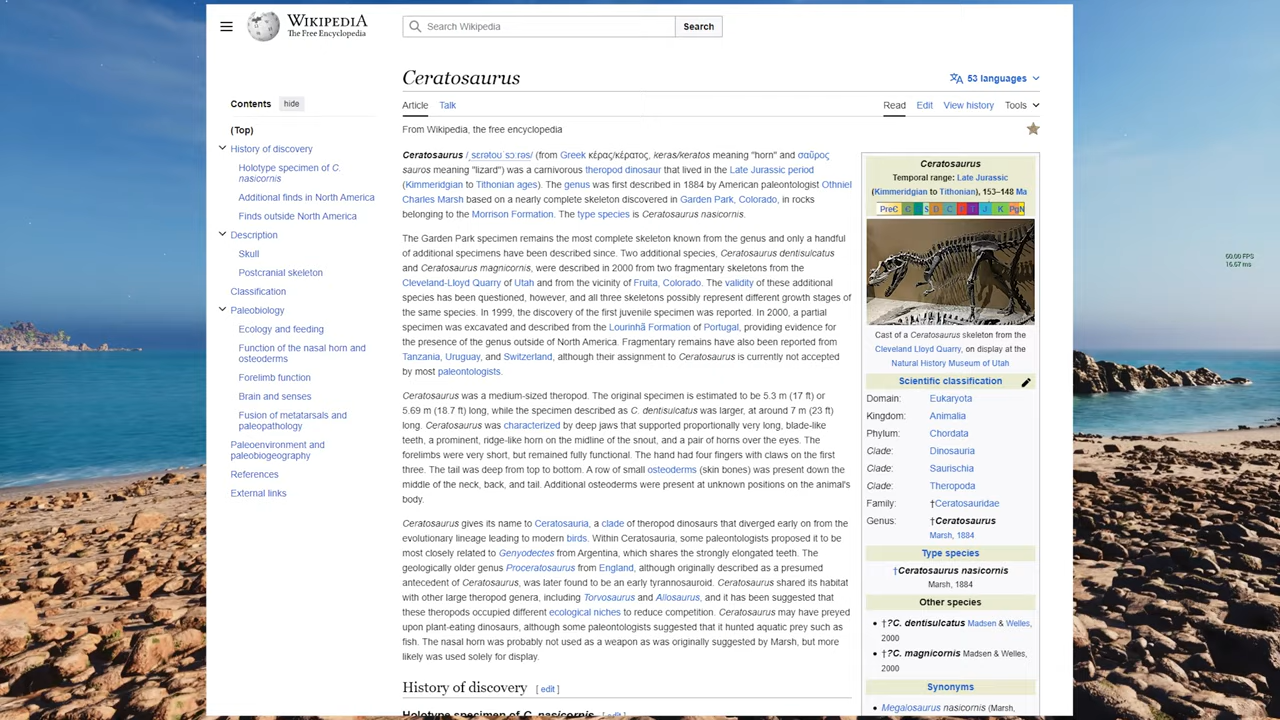 WIKIPEDIA
The Free Encyclopedia
Search Wikipedia
Search
Ceratosaurus
53 languages
Contents hide
Article Talk
Read Edit View history Tools
(Top)
History of discovery
Holotype specimen of C.
nasicornis
Additional finds in North America
Finds outside North America
Description
Skull
Postcranial skeleton
Classification
Paleobiology
Ecology and feeding
Function of the nasal horn and
osteoderms
Forelimb function
Brain and senses
Fusion of metatarsals and
paleopathology
Paleoenvironment and
paleobiogeography
References
External links
From Wikipedia, the free encyclopedia
Ceratosaurus /ˌsɛrətoʊˈsɔːrəs/ (from Greek κέρας/κέρατος, keras/keratos meaning "horn" and σαῦρος
sauros meaning "lizard") was a carnivorous theropod dinosaur that lived in the Late Jurassic period
(Kimmeridgian to Tithonian ages). The genus was first described in 1884 by American paleontologist Othniel
Charles Marsh based on a nearly complete skeleton discovered in Garden Park, Colorado, in rocks
belonging to the Morrison Formation. The type species is Ceratosaurus nasicornis.
The Garden Park specimen remains the most complete skeleton known from the genus and only a handful
of additional specimens have been described since. Two additional species, Ceratosaurus dentisulcatus
and Ceratosaurus magnicornis, were described in 2000 from two fragmentary skeletons from the
Cleveland-Lloyd Quarry of Utah and from the vicinity of Fruita, Colorado. The validity of these additional
species has been questioned, however, and all three skeletons possibly represent different growth stages of
the same species. In 1999, the discovery of the first juvenile specimen was reported. In 2000, a partial
specimen was excavated and described from the Lourinhã Formation of Portugal, providing evidence for
the presence of the genus outside of North America. Fragmentary remains have also been reported from
Tanzania, Uruguay, and Switzerland, although their assignment to Ceratosaurus is currently not accepted
by most paleontologists.
Ceratosaurus was a medium-sized theropod. The original specimen is estimated to be 5.3 m (17 ft) or
5.69 m (18.7 ft) long, while the specimen described as C. dentisulcatus was larger, at around 7 m (23 ft)
long. Ceratosaurus was characterized by deep jaws that supported proportionally very long, blade-like
teeth, a prominent, ridge-like horn on the midline of the snout, and a pair of horns over the eyes. The
forelimbs were very short, but remained fully functional. The hand had four fingers with claws on the first
three. The tail was deep from top to bottom. A row of small osteoderms (skin bones) was present down the
middle of the neck, back, and tail. Additional osteoderms were present at unknown positions on the animal's
body.
Ceratosaurus gives its name to Ceratosauria, a clade of theropod dinosaurs that diverged early on from the
evolutionary lineage leading to modern birds. Within Ceratosauria, some paleontologists proposed it to be
most closely related to Genyodectes from Argentina, which shares the strongly elongated teeth. The
geologically older genus Proceratosaurus from England, although originally described as a presumed
antecedent of Ceratosaurus, was later found to be an early tyrannosauroid. Ceratosaurus shared its habitat
with other large theropod genera, including Torvosaurus and Allosaurus, and it has been suggested that
these theropods occupied different ecological niches to reduce competition. Ceratosaurus may have preyed
upon plant-eating dinosaurs, although some paleontologists suggested that it hunted aquatic prey such as
fish. The nasal horn was probably not used as a weapon as was originally suggested by Marsh, but more
likely was used solely for display.
History of discovery [ edit ]
Holotype specimen of C. nasicornis [ edit ]
Ceratosaurus
Temporal range: Late Jurassic
(Kimmeridgian to Tithonian), 153–148 Ma
PreꞒ Ꞓ O S D C P T J K Pg N
Cast of a Ceratosaurus skeleton from the
Cleveland Lloyd Quarry, on display at the
Natural History Museum of Utah
Scientific classification
Domain: Eukaryota
Kingdom: Animalia
Phylum: Chordata
Clade: Dinosauria
Clade: Saurischia
Clade: Theropoda
Family: †Ceratosauridae
Genus: †Ceratosaurus
Marsh, 1884
Type species
†Ceratosaurus nasicornis
Marsh, 1884
Other species
• †?C. dentisulcatus Madsen & Welles,
2000
• †?C. magnicornis Madsen & Welles,
2000
Synonyms
• Megalosaurus nasicornis (Marsh,
60.00 FPS
16.67 ms